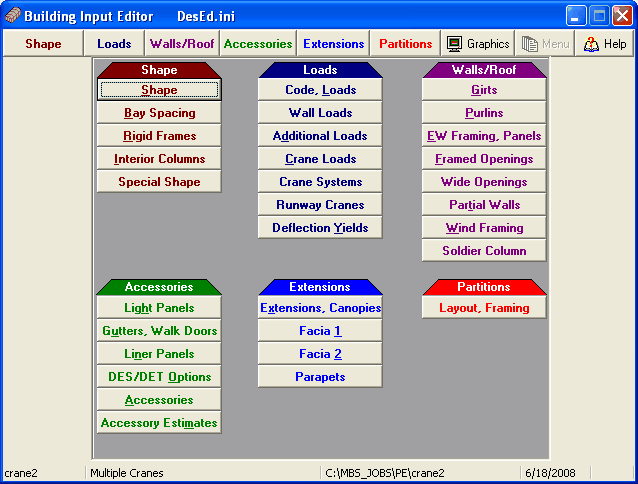 Building Input Editor DesEd.ini
Shape Loads Walls/Roof Accessories Extensions Partitions Graphics Menu Help
Shape
Shape
Bay Spacing
Rigid Frames
Interior Columns
Special Shape
Loads
Code, Loads
Wall Loads
Additional Loads
Crane Loads
Crane Systems
Runway Cranes
Deflection Yields
Walls/Roof
Girts
Purlins
EW Framing, Panels
Framed Openings
Wide Openings
Partial Walls
Wind Framing
Soldier Column
Accessories
Light Panels
Gutters, Walk Doors
Liner Panels
DES/DET Options
Accessories
Accessory Estimates
Extensions
Extensions, Canopies
Facia 1
Facia 2
Parapets
Partitions
Layout, Framing
crane2 Multiple Cranes C:\MBS_JOBS\PE\crane2 6/18/2008